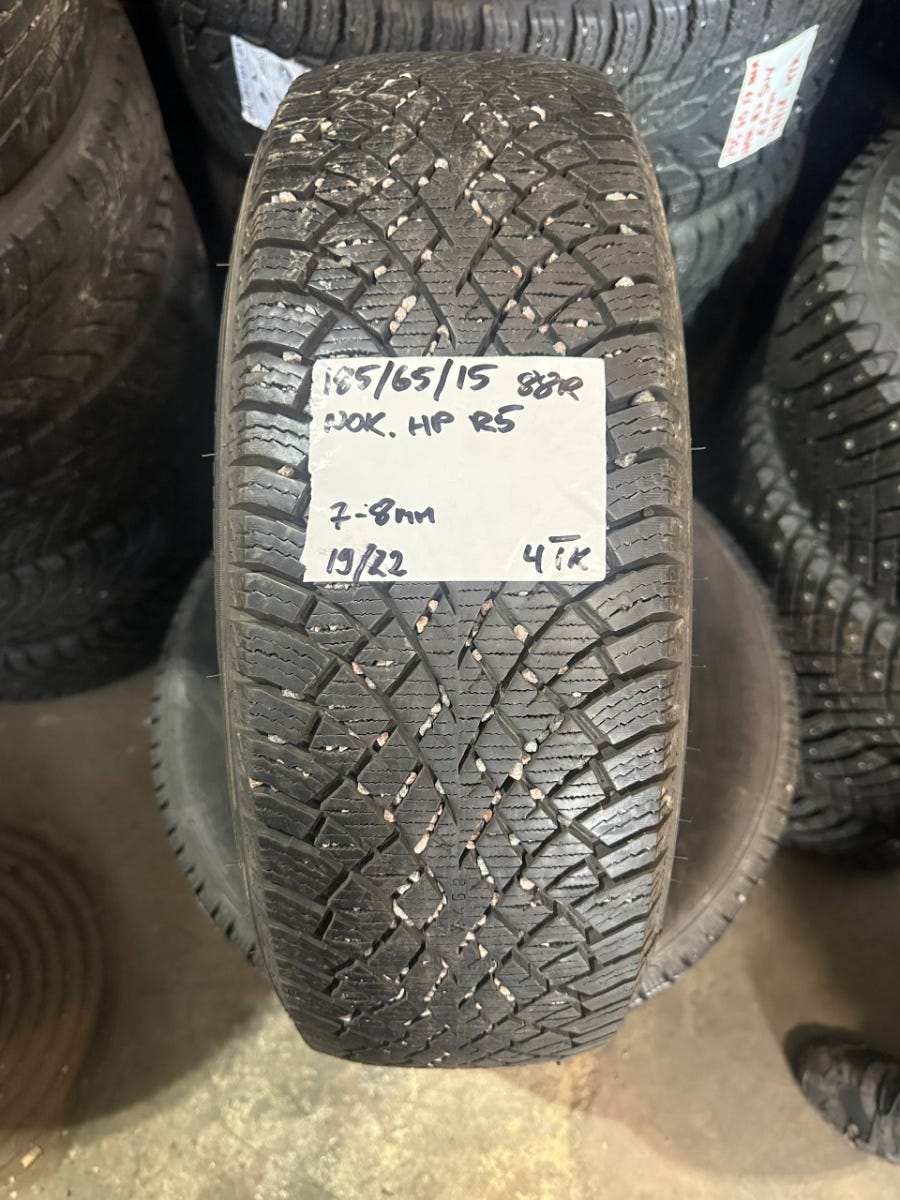 185/65/15 88R
NOK. HP R5
7-8mm
19/22 4TK